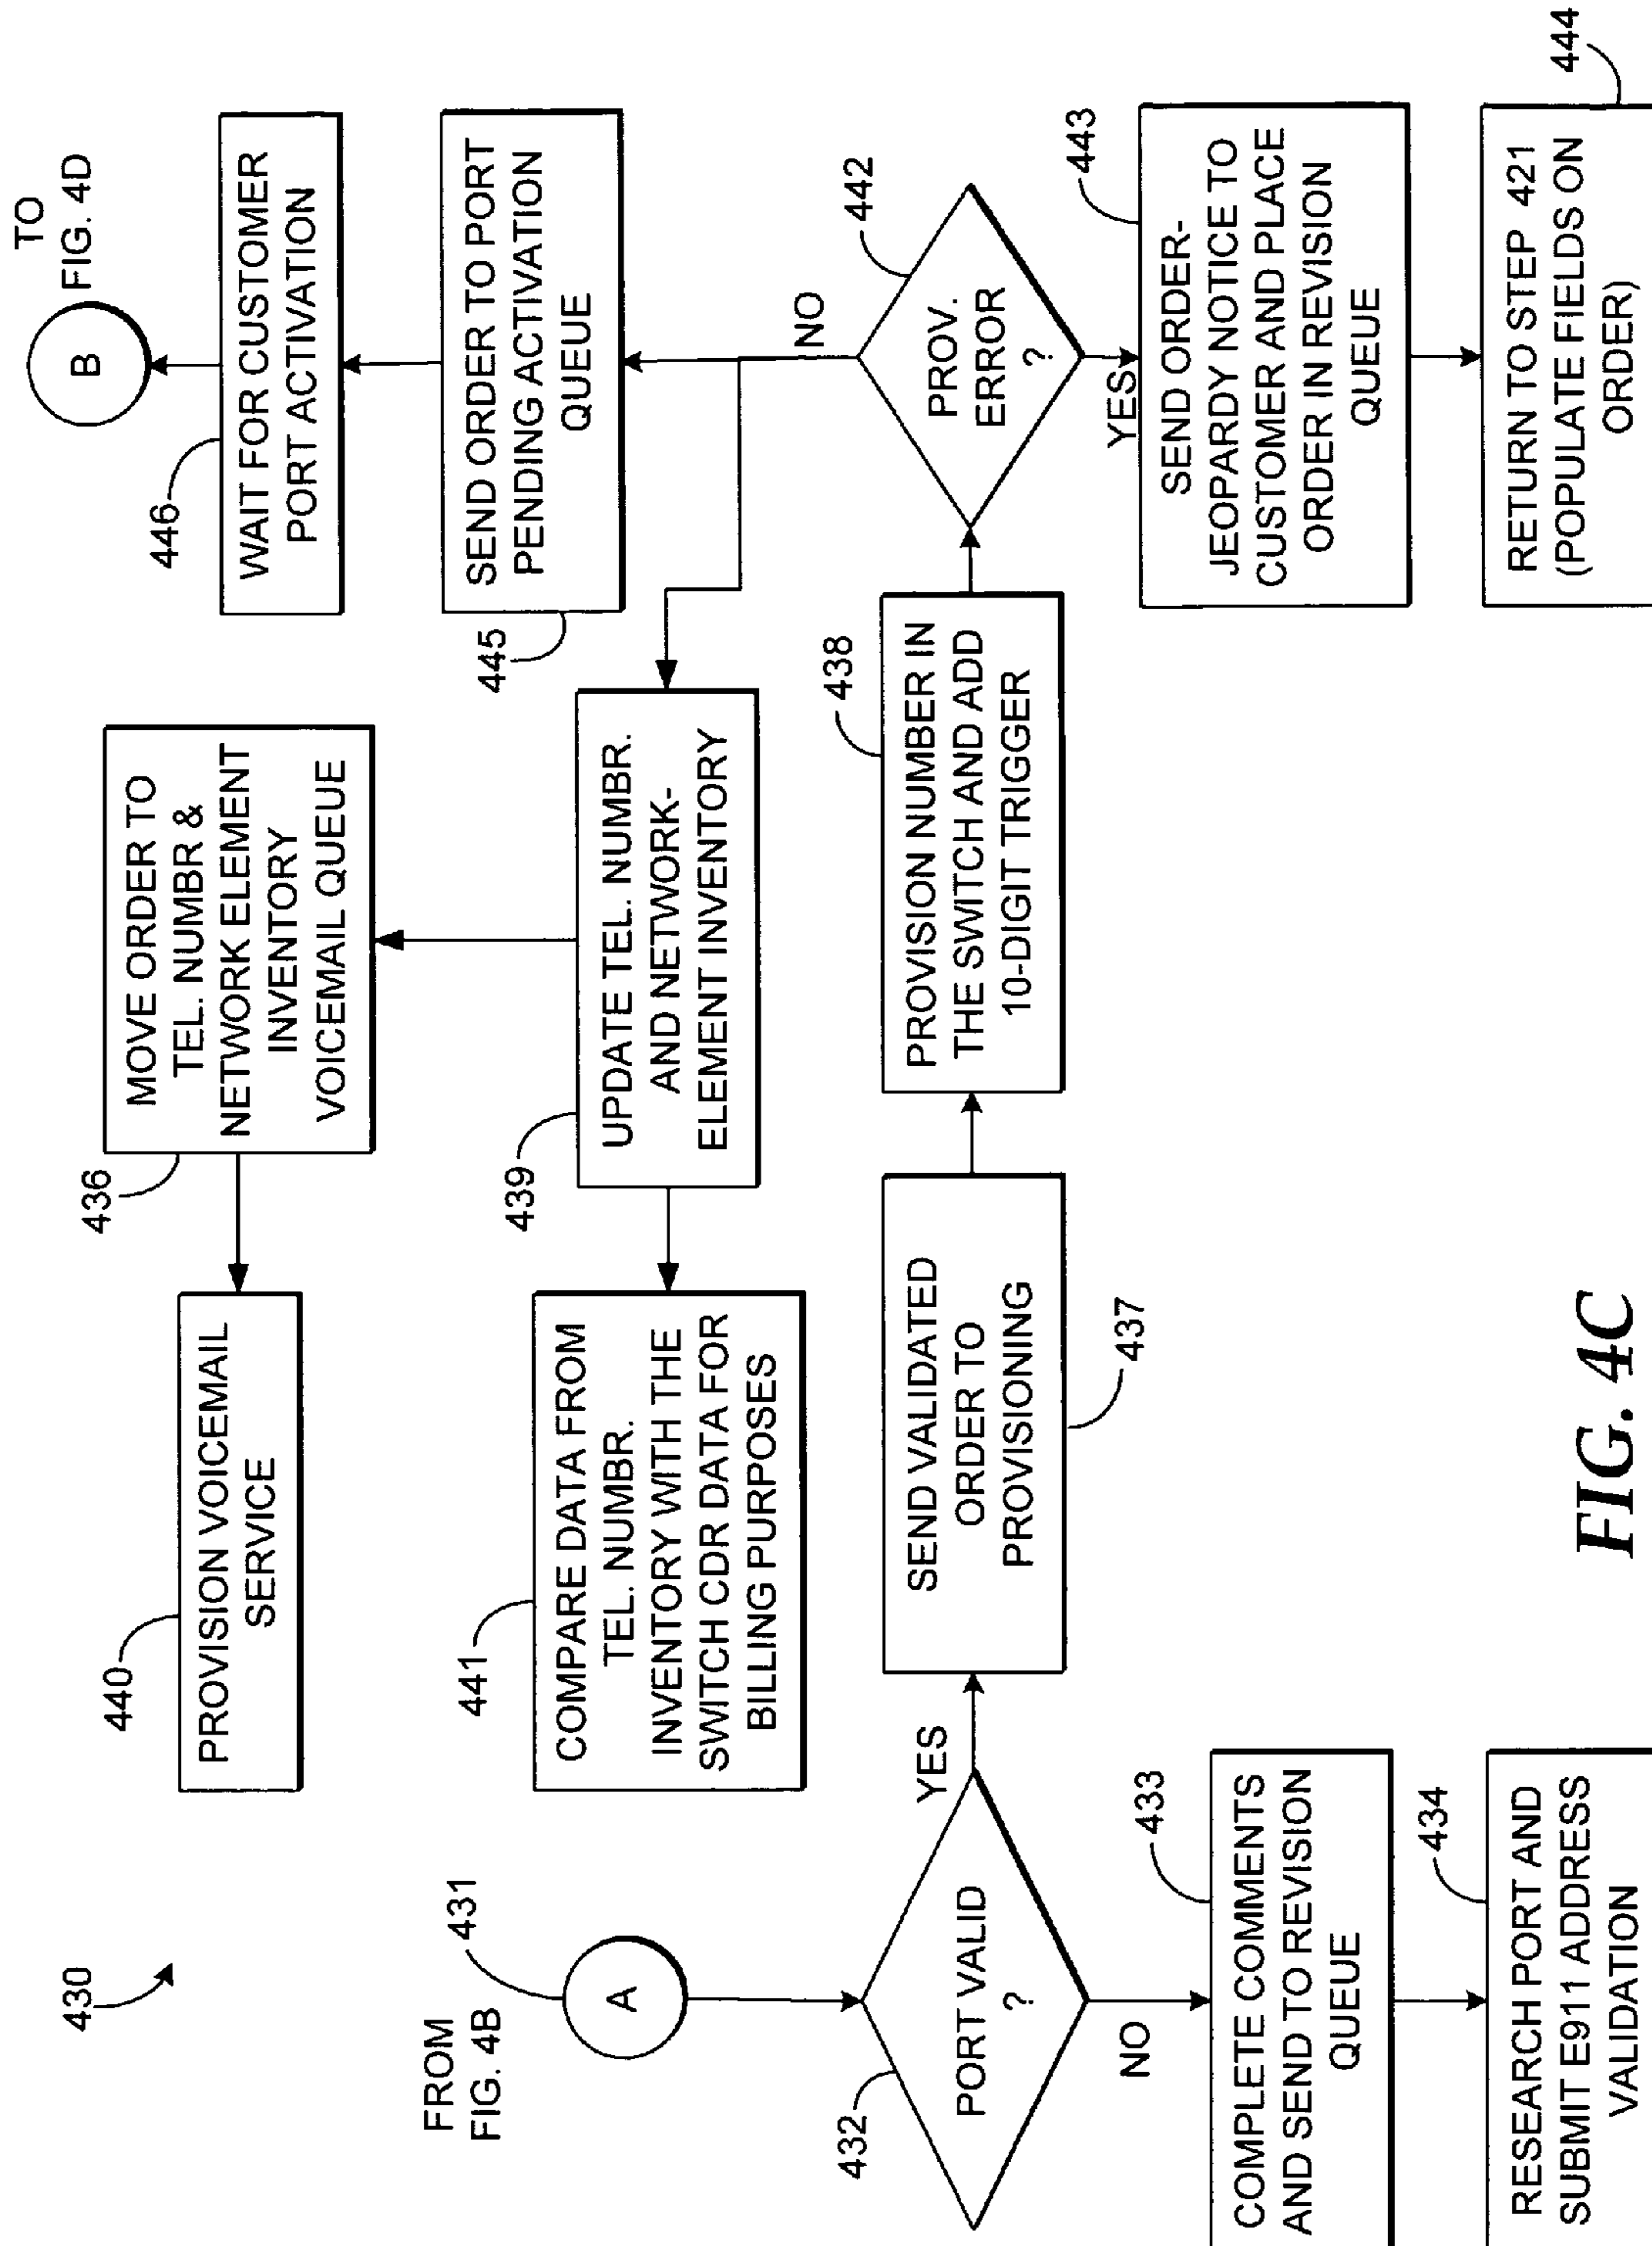 430
FROM
FIG. 4B
431
A
432
PORT VALID
?
YES
NO
433
COMPLETE COMMENTS
AND SEND TO REVISION
QUEUE
434
RESEARCH PORT AND
SUBMIT E911 ADDRESS
VALIDATION
437
SEND VALIDATED
ORDER TO
PROVISIONING
438
PROVISION NUMBER IN
THE SWITCH AND ADD
10-DIGIT TRIGGER
442
PROV.
ERROR
?
YES
NO
443
SEND ORDER-
JEOPARDY NOTICE TO
CUSTOMER AND PLACE
ORDER IN REVISION
QUEUE
444
RETURN TO STEP 421
(POPULATE FIELDS ON
ORDER)
439
UPDATE TEL. NUMBR.
AND NETWORK-
ELEMENT INVENTORY
441
COMPARE DATA FROM
TEL. NUMBR.
INVENTORY WITH THE
SWITCH CDR DATA FOR
BILLING PURPOSES
436
MOVE ORDER TO
TEL. NUMBR &
NETWORK ELEMENT
INVENTORY
VOICEMAIL QUEUE
440
PROVISION VOICEMAIL
SERVICE
445
SEND ORDER TO PORT
PENDING ACTIVATION
QUEUE
446
WAIT FOR CUSTOMER
PORT ACTIVATION
B
TO
FIG. 4D
FIG. 4C